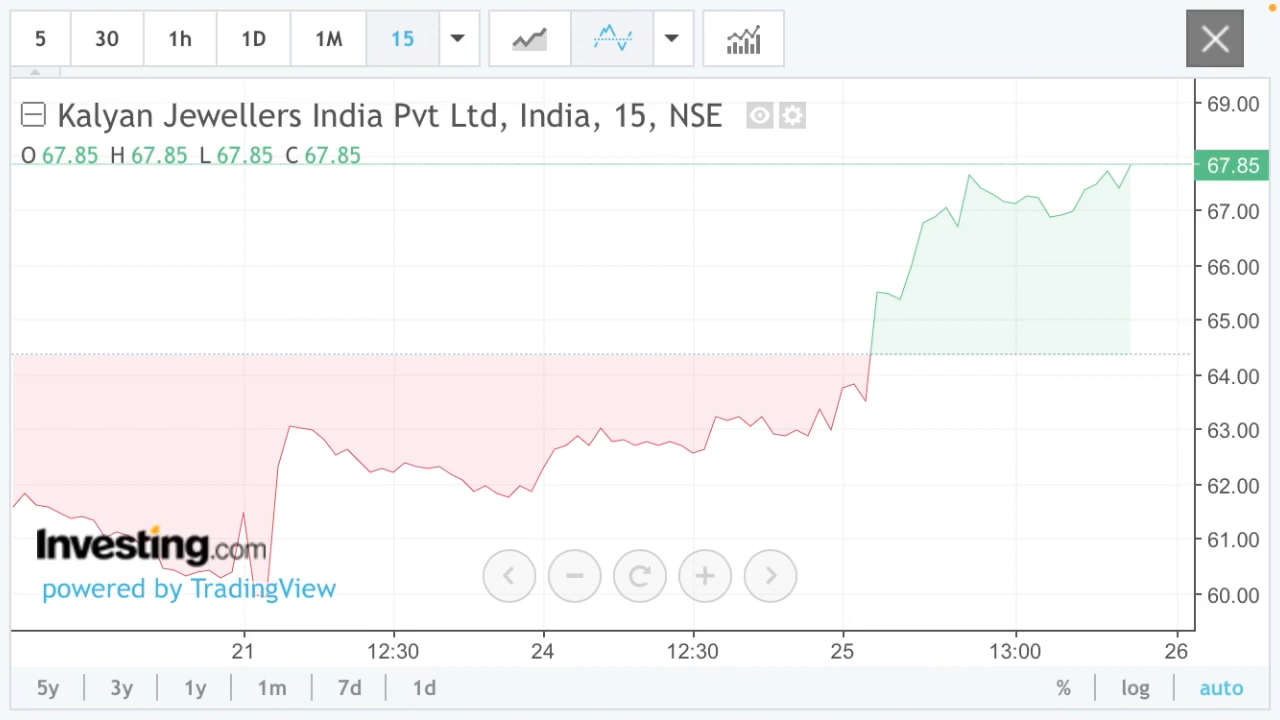 5 30 1h 1D 1M 15
Kalyan Jewellers India Pvt Ltd, India, 15, NSE
O 67.85 H 67.85 L 67.85 C 67.85
69.00
67.85
67.00
66.00
65.00
64.00
63.00
62.00
61.00
60.00
Investing.com
powered by TradingView
21 12:30 24 12:30 25 13:00 26
5y 3y 1y 1m 7d 1d % log auto